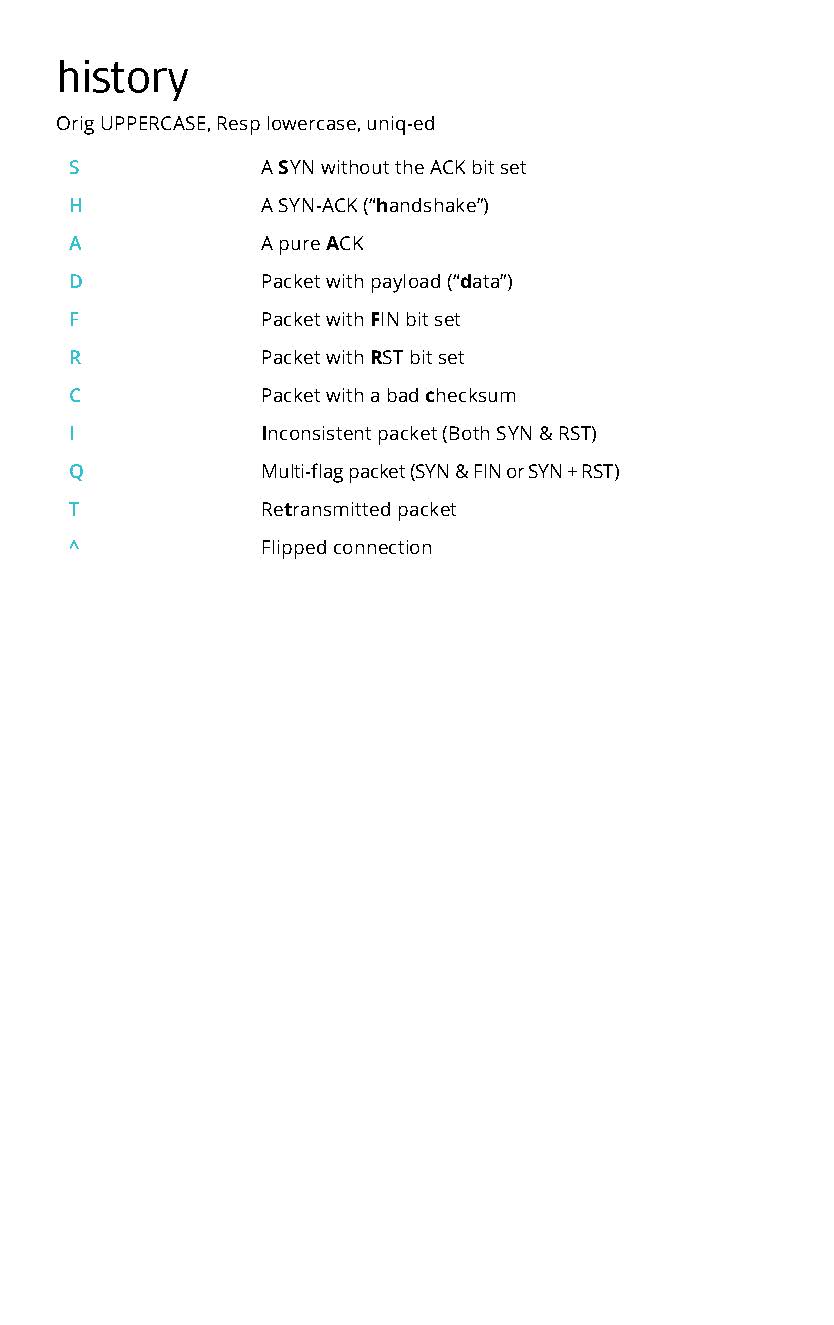 history
Orig UPPERCASE, Resp lowercase, uniq-ed
S A SYN without the ACK bit set
H A SYN-ACK (“handshake”)
A A pure ACK
D Packet with payload (“data”)
F Packet with FIN bit set
R Packet with RST bit set
C Packet with a bad checksum
I Inconsistent packet (Both SYN & RST)
Q Multi-flag packet (SYN & FIN or SYN + RST)
T Retransmitted packet
^ Flipped connection